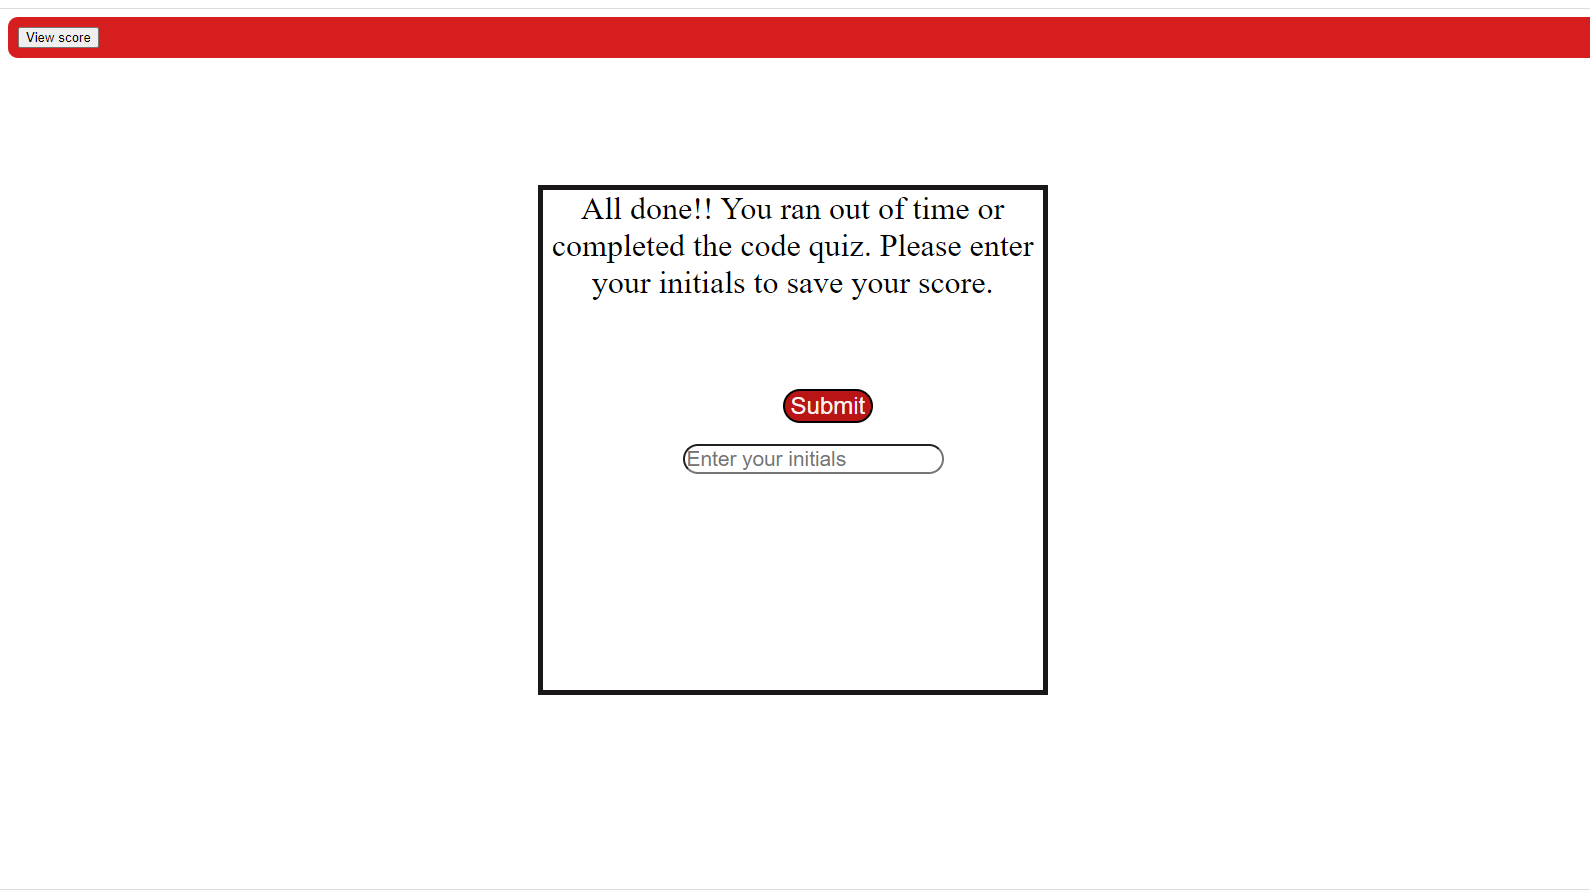 View score
All done!! You ran out of time or
completed the code quiz. Please enter
your initials to save your score.
Submit
Enter your initials